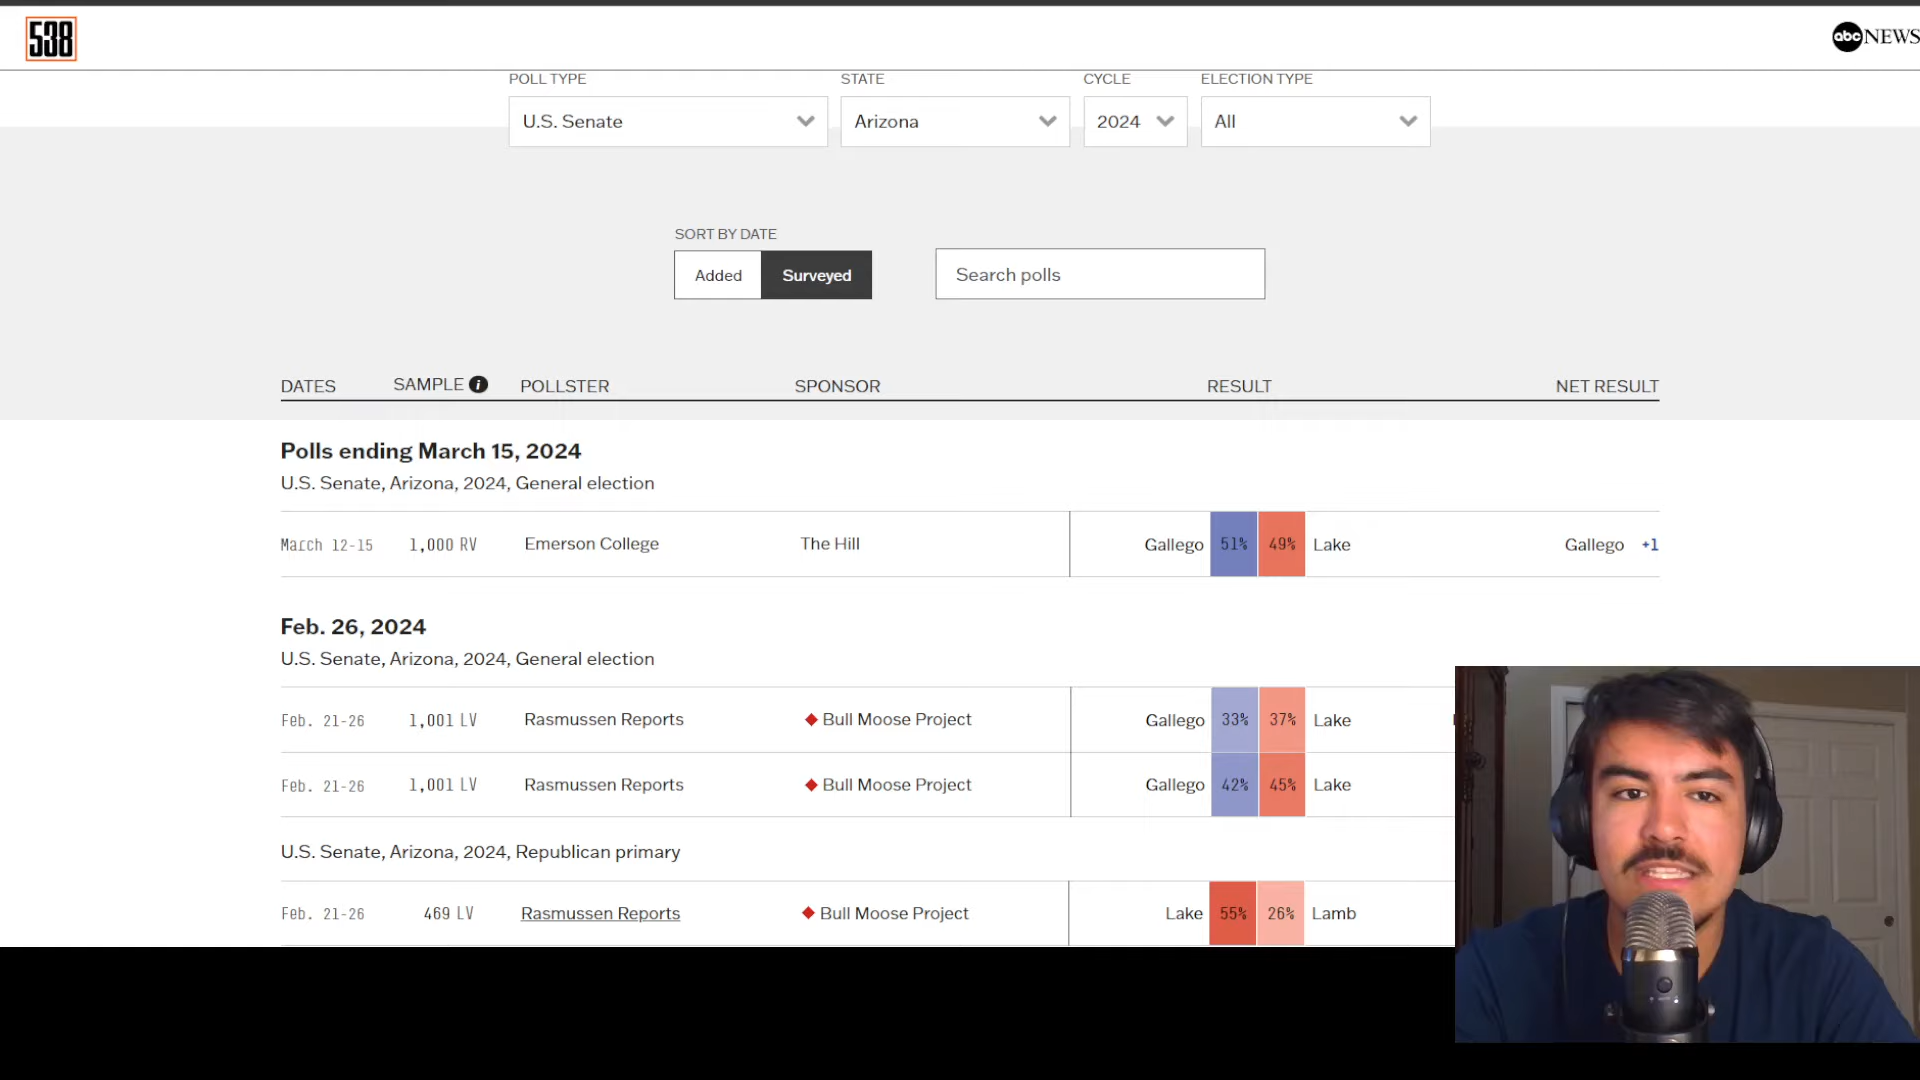 538
abc NEWS
POLL TYPE STATE CYCLE ELECTION TYPE
U.S. Senate Arizona 2024 All
SORT BY DATE
Added Surveyed Search polls
DATES SAMPLE i POLLSTER SPONSOR RESULT NET RESULT
Polls ending March 15, 2024
U.S. Senate, Arizona, 2024, General election
March 12-15 1,000 RV Emerson College The Hill Gallego 51% 49% Lake Gallego +1
Feb. 26, 2024
U.S. Senate, Arizona, 2024, General election
Feb. 21-26 1,001 LV Rasmussen Reports Bull Moose Project Gallego 33% 37% Lake
Feb. 21-26 1,001 LV Rasmussen Reports Bull Moose Project Gallego 42% 45% Lake
U.S. Senate, Arizona, 2024, Republican primary
Feb. 21-26 469 LV Rasmussen Reports Bull Moose Project Lake 55% 26% Lamb